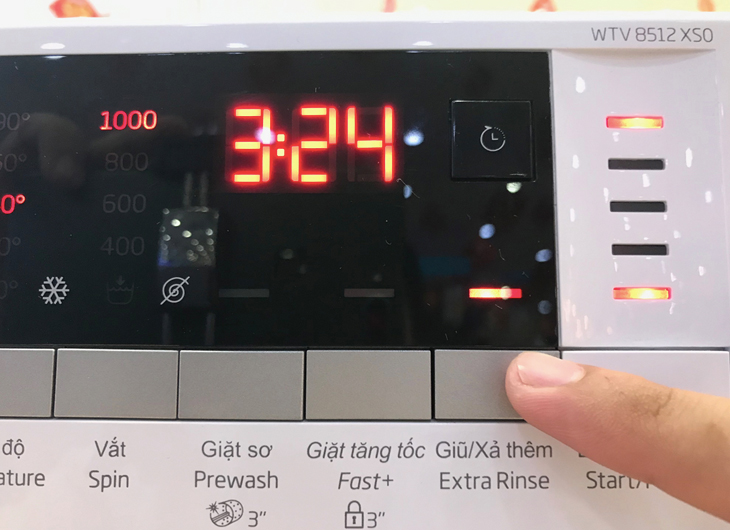 WTV 8512 XS0
1000
3:24
800
600
400
Vắt
Giặt sơ
Giặt tăng tốc
Giũ/Xả thêm
độ
Spin
Prewash
Fast+
Extra Rinse
Start/
ature
3"
3"